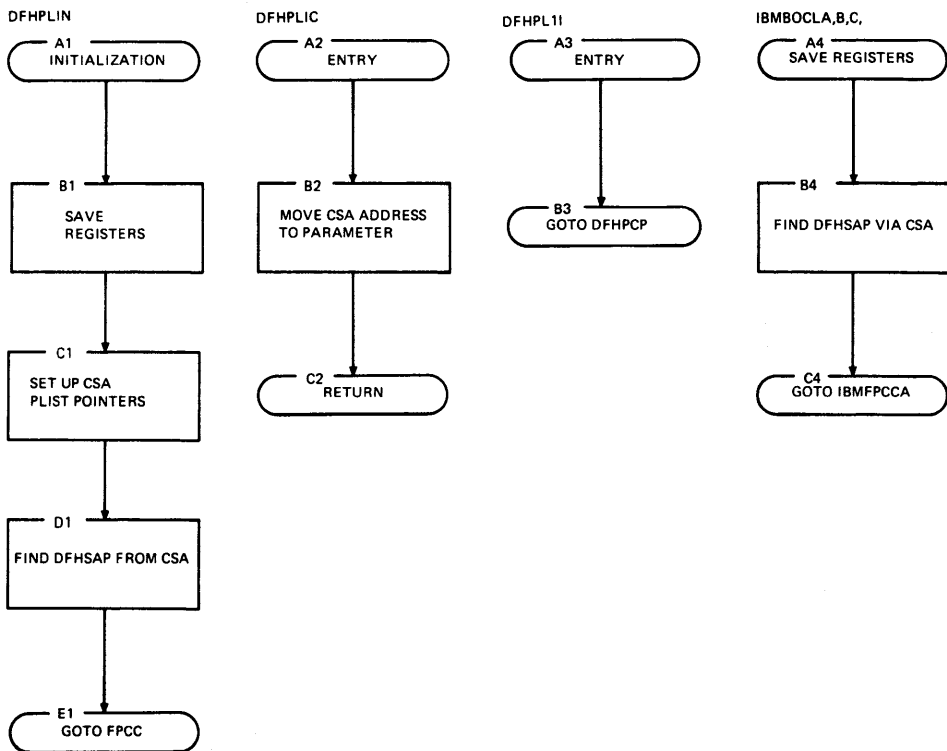 DFHPLIN
A1
INITIALIZATION
B1
SAVE
REGISTERS
C1
SET UP CSA
PLIST POINTERS
D1
FIND DFHSAP FROM CSA
E1
GOTO FPCC
DFHPLIC
A2
ENTRY
B2
MOVE CSA ADDRESS
TO PARAMETER
C2
RETURN
DFHPL1I
A3
ENTRY
B3
GOTO DFHPCP
IBMBOCLA,B,C,
A4
SAVE REGISTERS
B4
FIND DFHSAP VIA CSA
C4
GOTO IBMFPCCA